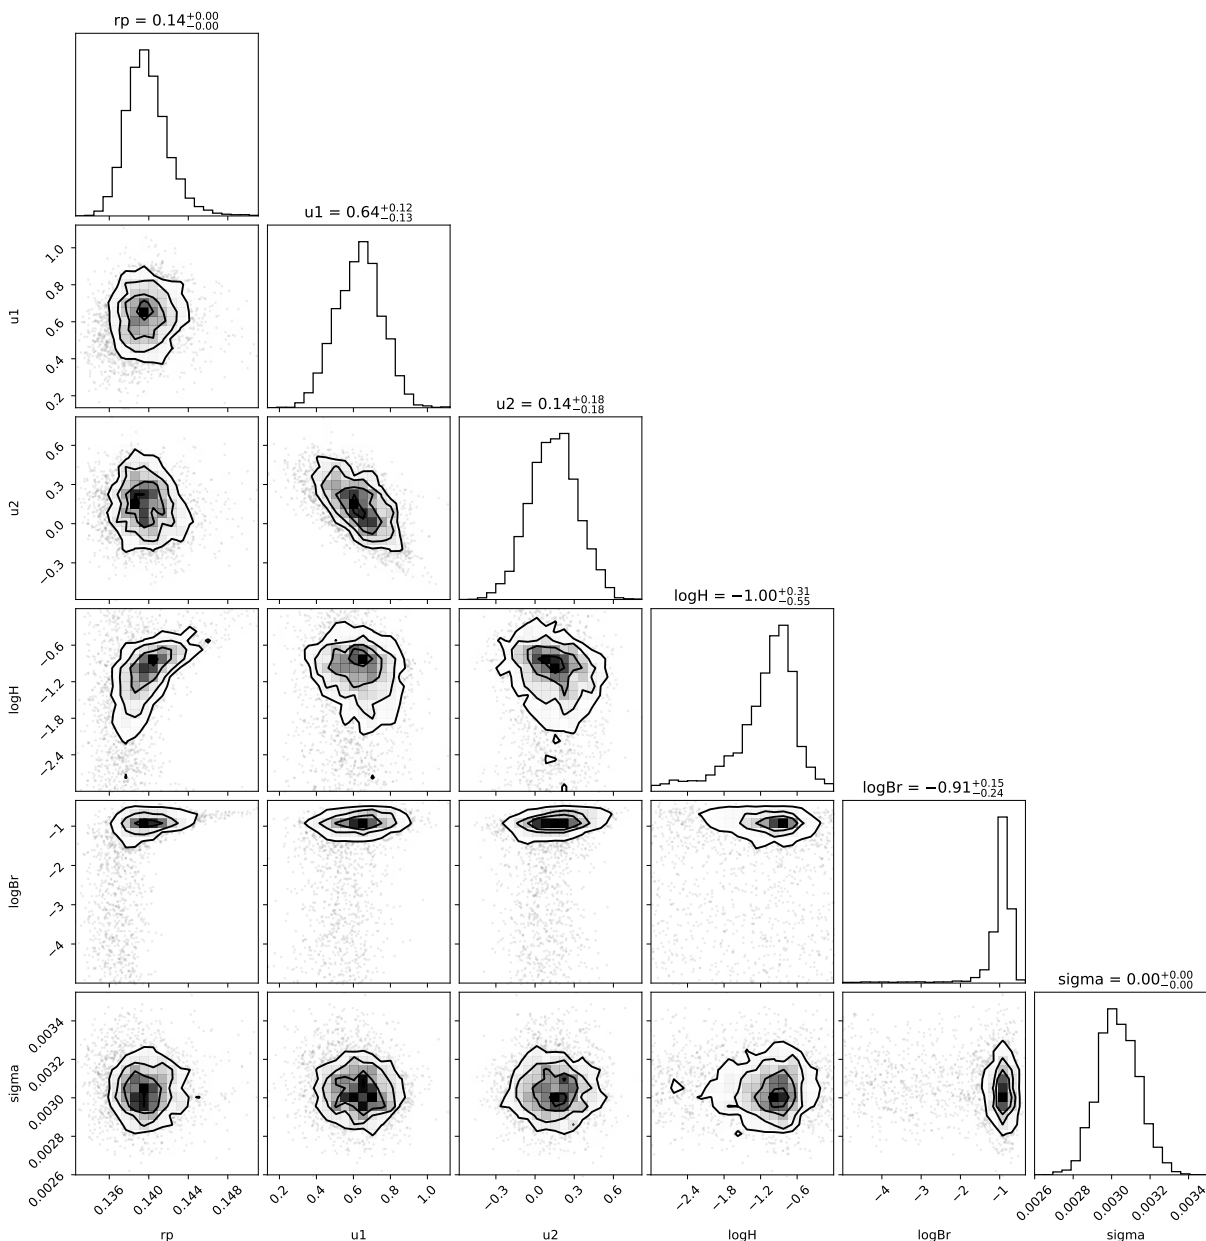 rp = 0.14+0.00−0.00
u1 = 0.64+0.12−0.13
u1
1.0
0.8
0.6
0.4
0.2
u2 = 0.14+0.18−0.18
u2
0.6
0.3
0.0
−0.3
logH = −1.00+0.31−0.55
logH
−0.6
−1.2
−1.8
−2.4
logBr = −0.91+0.15−0.24
logBr
−1
−2
−3
−4
sigma = 0.00+0.00−0.00
sigma
0.0034
0.0032
0.0030
0.0028
0.0026
0.136 0.140 0.144 0.148 0.2 0.4 0.6 0.8 1.0 −0.3 0.0 0.3 0.6 −2.4 −1.8 −1.2 −0.6 −4 −3 −2 −1 0.0026 0.0028 0.0030 0.0032 0.0034
rp u1 u2 logH logBr sigma